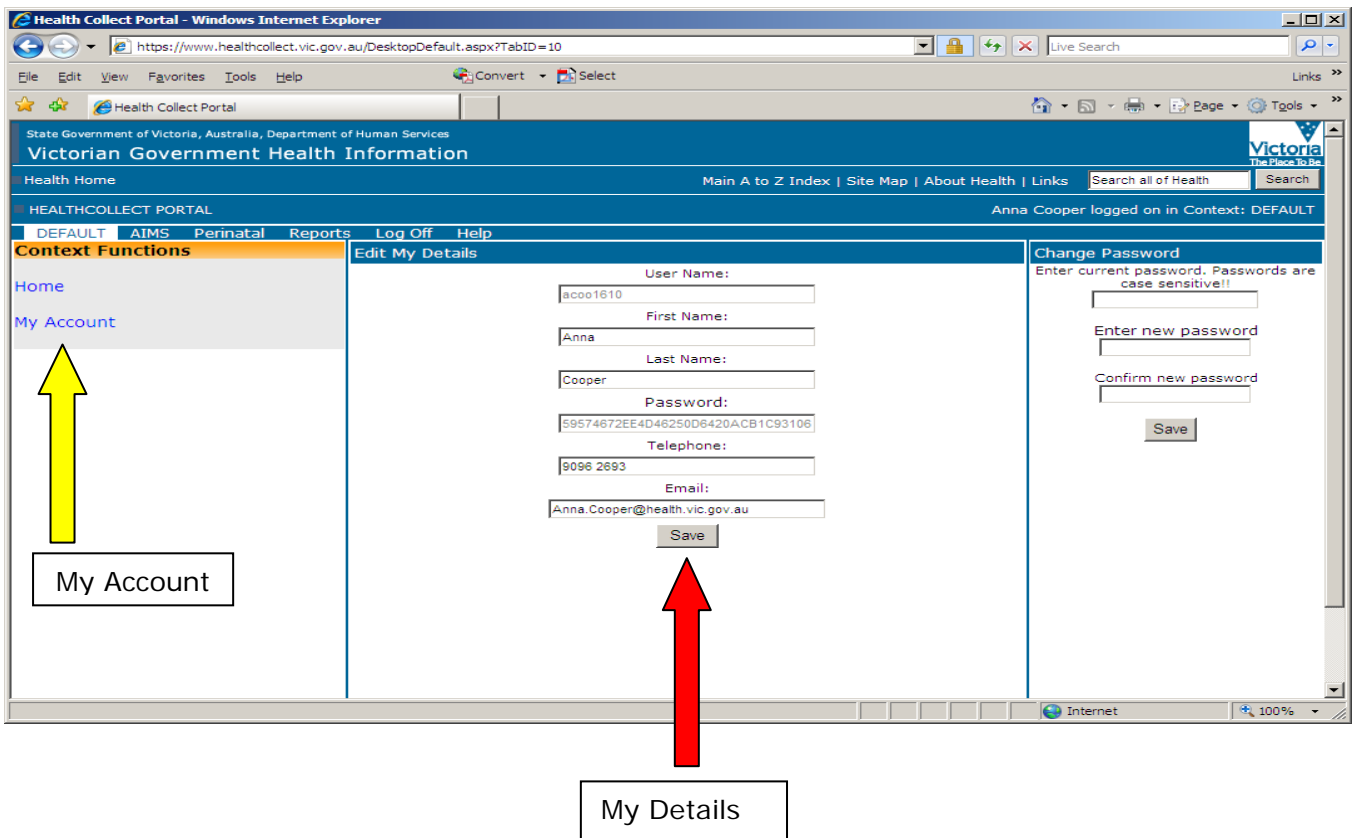 Health Collect Portal - Windows Internet Explorer
https://www.healthcollect.vic.gov.au/DesktopDefault.aspx?TabID=10
Live Search
File Edit View Favorites Tools Help
Convert Select
Links »
Health Collect Portal
Page Tools »
State Government of Victoria, Australia, Department of Human Services
Victorian Government Health Information
Victoria
The Place To Be
Health Home
Main A to Z Index | Site Map | About Health | Links
Search all of Health
Search
HEALTHCOLLECT PORTAL
Anna Cooper logged on in Context: DEFAULT
DEFAULT AIMS Perinatal Reports Log Off Help
Context Functions
Home
My Account
Edit My Details
User Name:
acoo1610
First Name:
Anna
Last Name:
Cooper
Password:
59574672EE4D46250D6420ACB1C93106
Telephone:
9096 2693
Email:
Anna.Cooper@health.vic.gov.au
Save
Change Password
Enter current password. Passwords are
case sensitive!!
Enter new password
Confirm new password
Save
My Account
Internet
100%
My Details